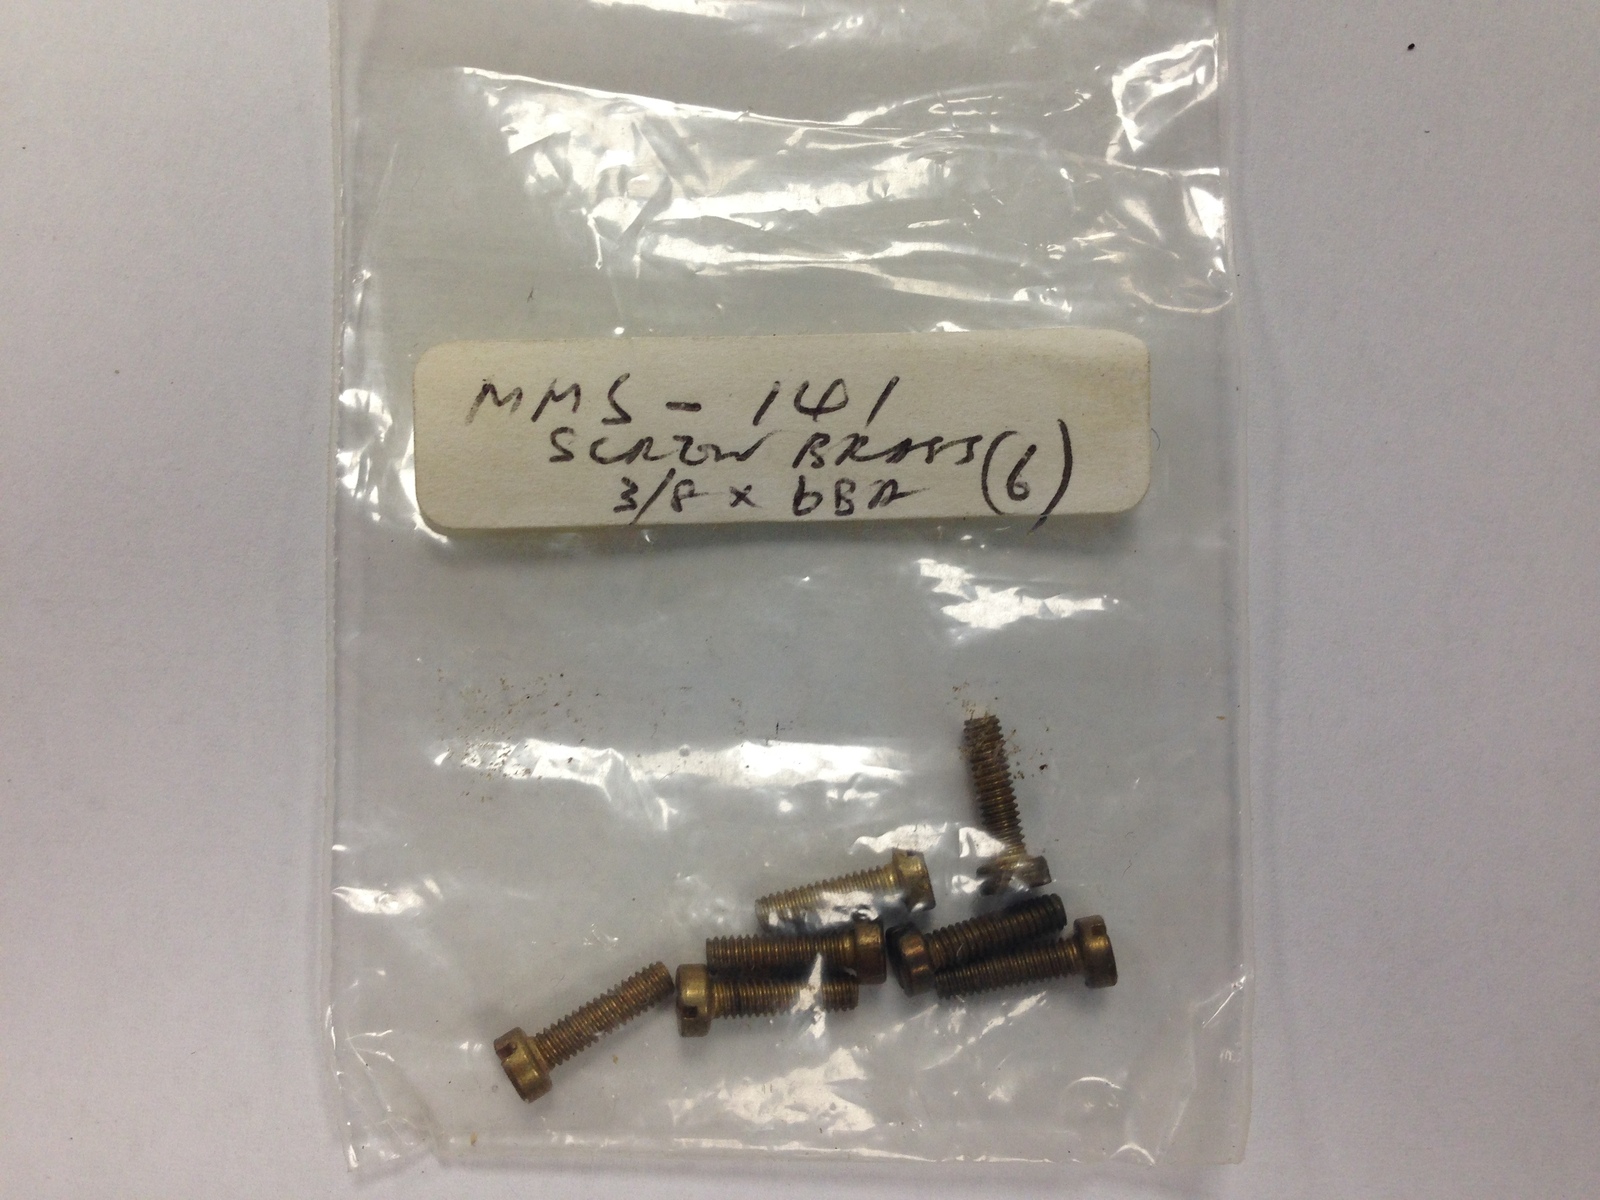 MMS - 141
SCREW BRASS (6)
3/8 x 6BA